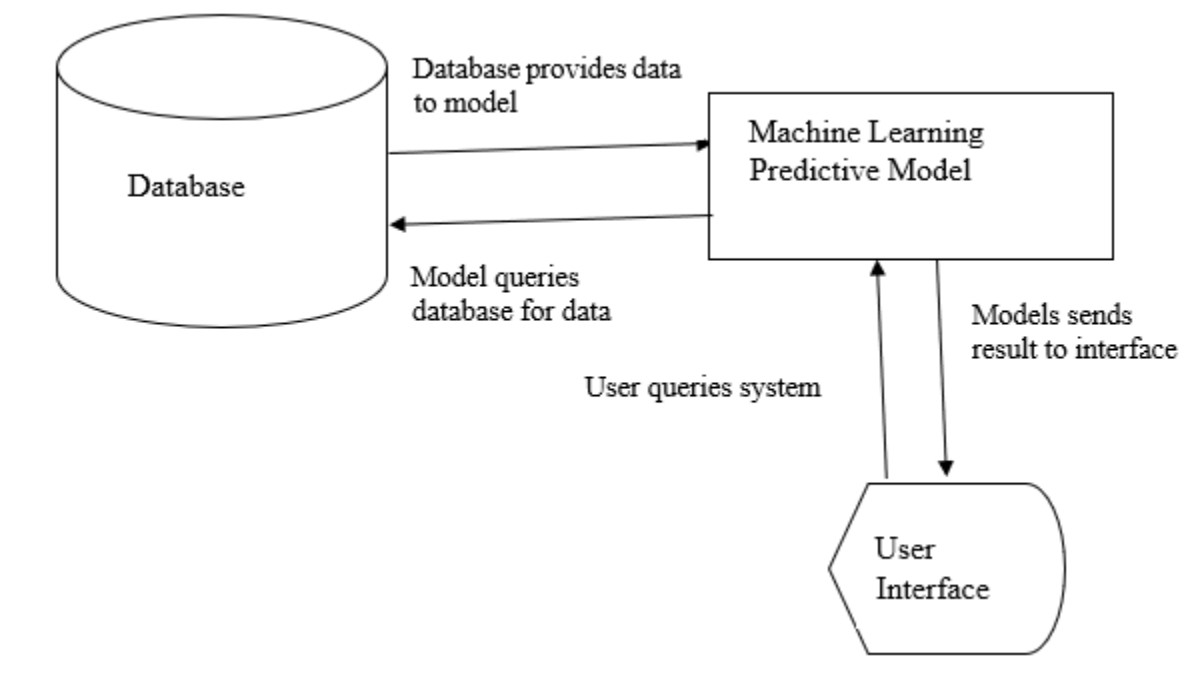 Database provides data
to model
Machine Learning
Predictive Model
Database
Model queries
database for data
Models sends
result to interface
User queries system
User
Interface